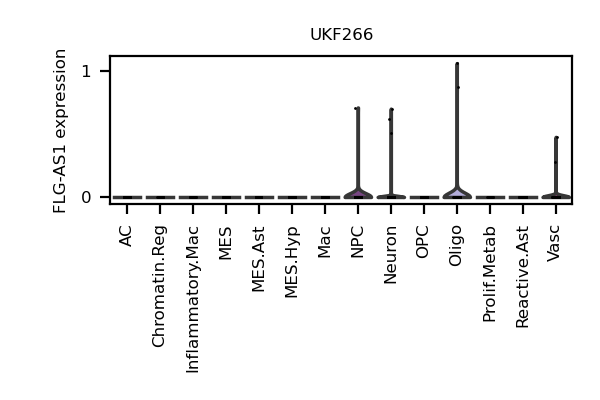 UKF266
FLG-AS1 expression
1
0
AC
Chromatin.Reg
Inflammatory.Mac
MES
MES.Ast
MES.Hyp
Mac
NPC
Neuron
OPC
Oligo
Prolif.Metab
Reactive.Ast
Vasc